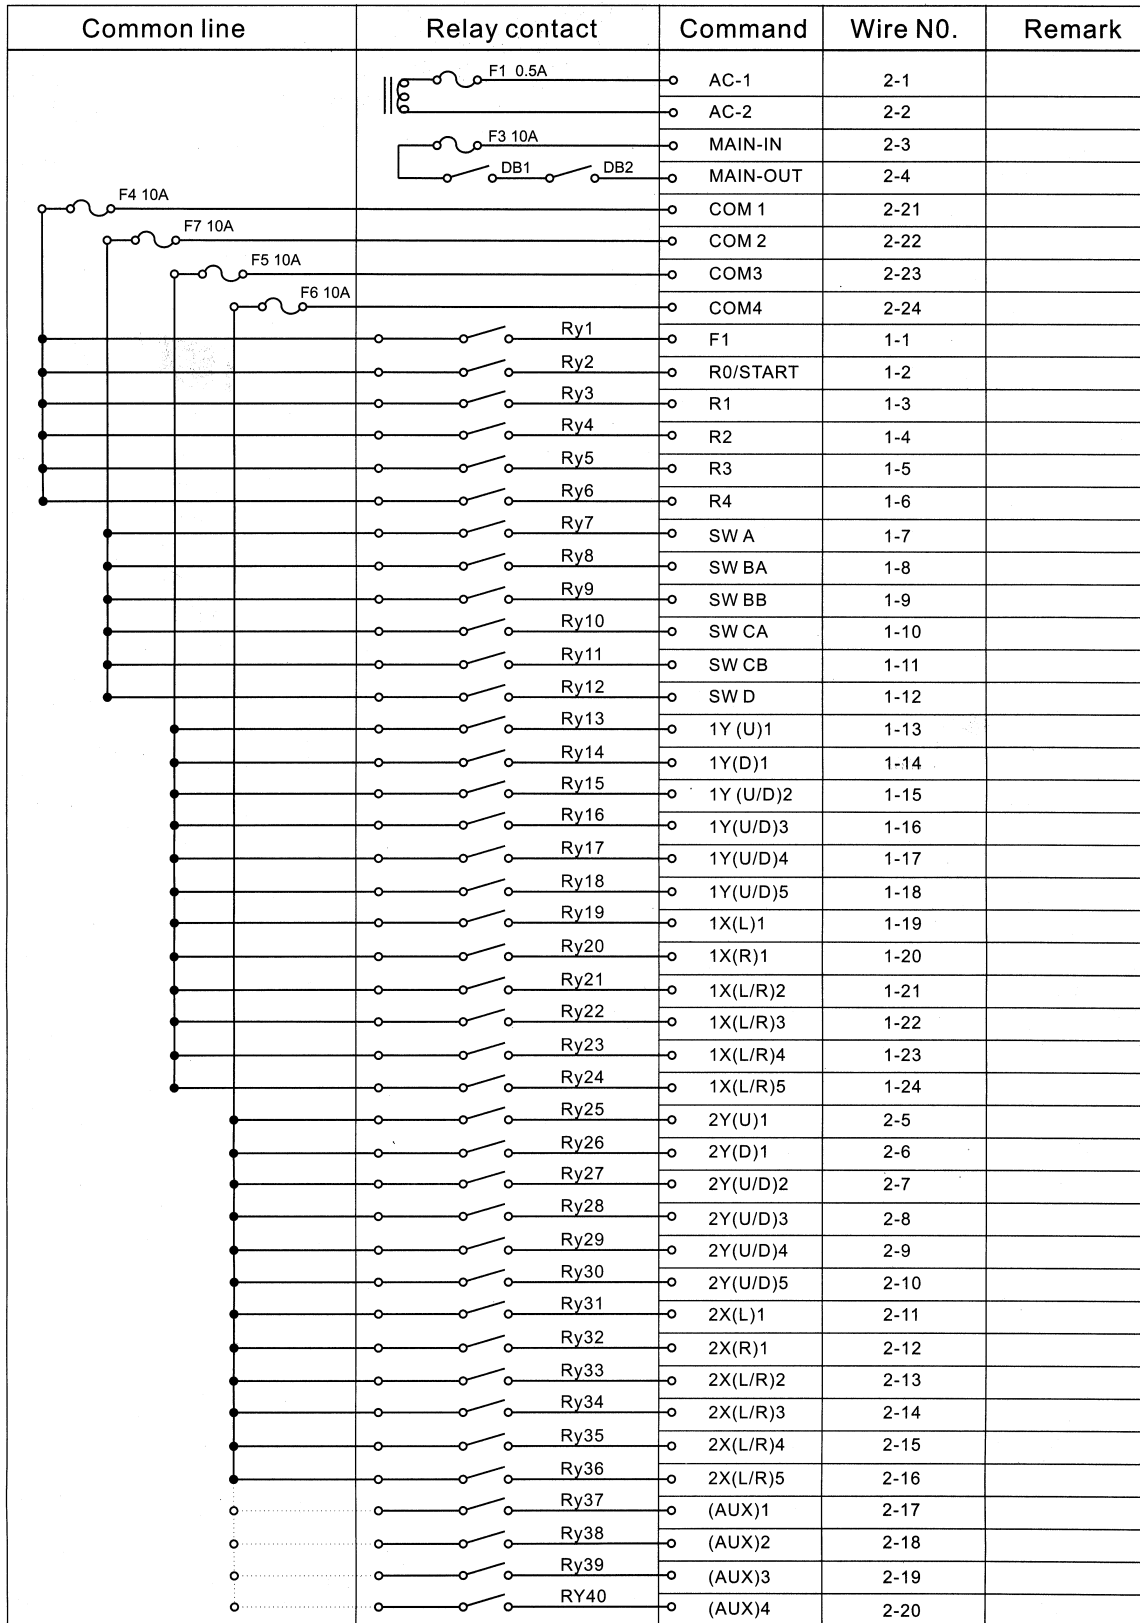 Common line Relay contact Command Wire N0. Remark
F1 0.5A AC-1 2-1
AC-2 2-2
F3 10A MAIN-IN 2-3
DB1 DB2 MAIN-OUT 2-4
F4 10A COM 1 2-21
F7 10A COM 2 2-22
F5 10A COM3 2-23
F6 10A COM4 2-24
Ry1 F1 1-1
Ry2 R0/START 1-2
Ry3 R1 1-3
Ry4 R2 1-4
Ry5 R3 1-5
Ry6 R4 1-6
Ry7 SW A 1-7
Ry8 SW BA 1-8
Ry9 SW BB 1-9
Ry10 SW CA 1-10
Ry11 SW CB 1-11
Ry12 SW D 1-12
Ry13 1Y (U)1 1-13
Ry14 1Y(D)1 1-14
Ry15 1Y (U/D)2 1-15
Ry16 1Y(U/D)3 1-16
Ry17 1Y(U/D)4 1-17
Ry18 1Y(U/D)5 1-18
Ry19 1X(L)1 1-19
Ry20 1X(R)1 1-20
Ry21 1X(L/R)2 1-21
Ry22 1X(L/R)3 1-22
Ry23 1X(L/R)4 1-23
Ry24 1X(L/R)5 1-24
Ry25 2Y(U)1 2-5
Ry26 2Y(D)1 2-6
Ry27 2Y(U/D)2 2-7
Ry28 2Y(U/D)3 2-8
Ry29 2Y(U/D)4 2-9
Ry30 2Y(U/D)5 2-10
Ry31 2X(L)1 2-11
Ry32 2X(R)1 2-12
Ry33 2X(L/R)2 2-13
Ry34 2X(L/R)3 2-14
Ry35 2X(L/R)4 2-15
Ry36 2X(L/R)5 2-16
Ry37 (AUX)1 2-17
Ry38 (AUX)2 2-18
Ry39 (AUX)3 2-19
RY40 (AUX)4 2-20